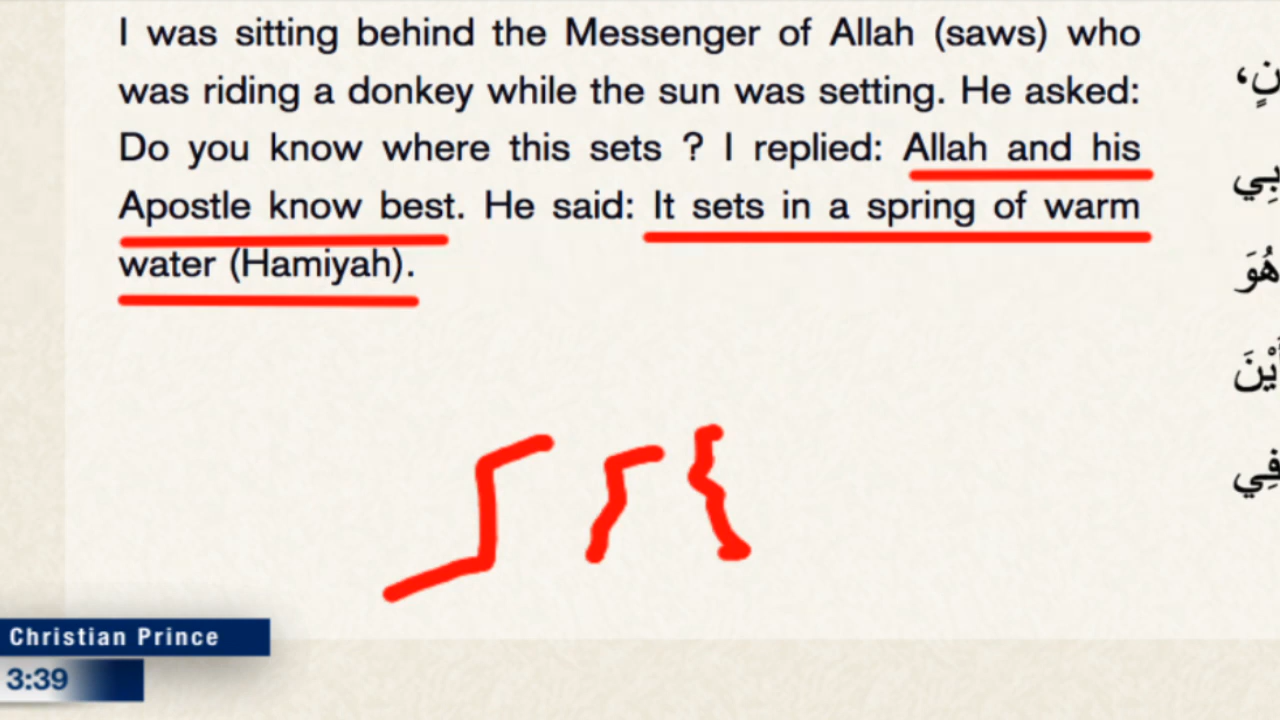 I was sitting behind the Messenger of Allah (saws) who
was riding a donkey while the sun was setting. He asked:
Do you know where this sets ? I replied: Allah and his
Apostle know best. He said: It sets in a spring of warm
water (Hamiyah).
هُوَ
فِي
Christian Prince
3:39